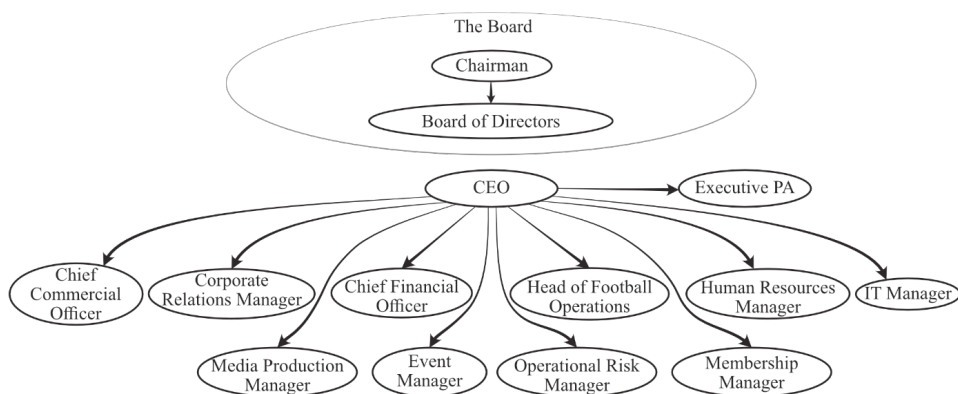 The Board
Chairman
Board of Directors
CEO
Executive PA
Chief
Commercial
Officer
Corporate
Relations Manager
Chief Financial
Officer
Head of Football
Operations
Human Resources
Manager
IT Manager
Media Production
Manager
Event
Manager
Operational Risk
Manager
Membership
Manager